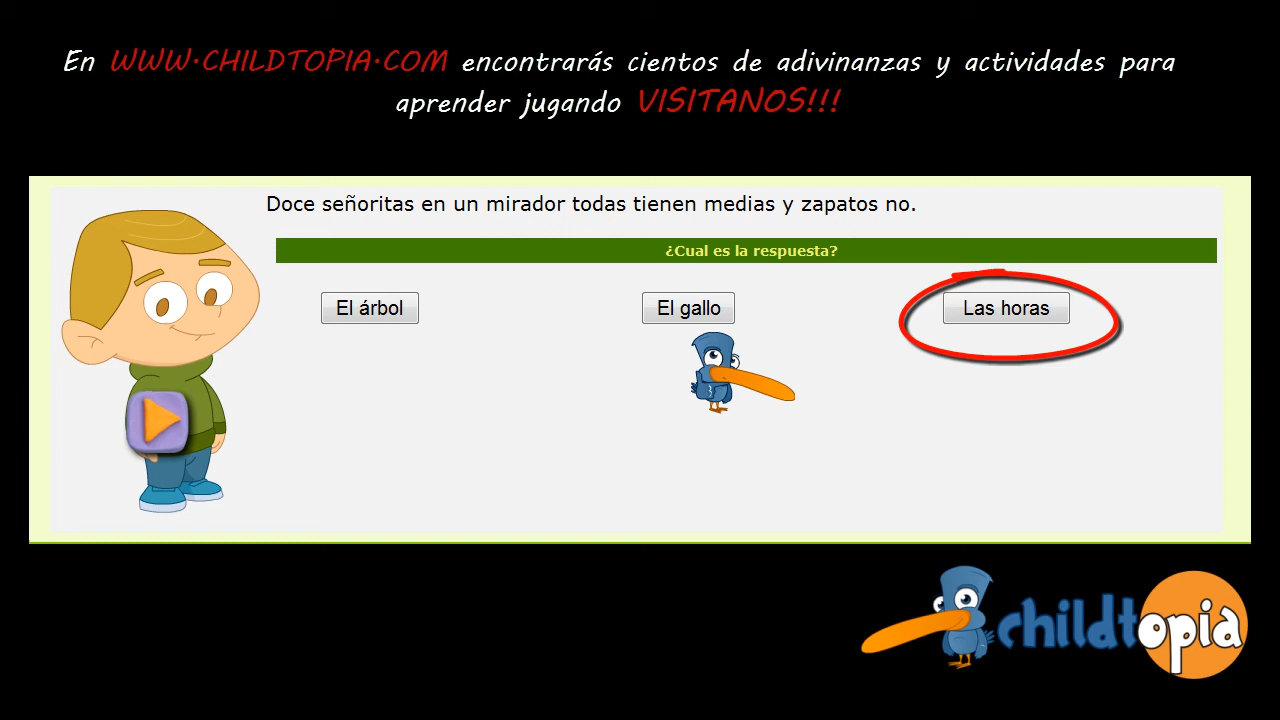 En WWW.CHILDTOPIA.COM encontrarás cientos de adivinanzas y actividades para
aprender jugando VISITANOS!!!
Doce señoritas en un mirador todas tienen medias y zapatos no.
¿Cual es la respuesta?
El árbol El gallo Las horas
childtopia